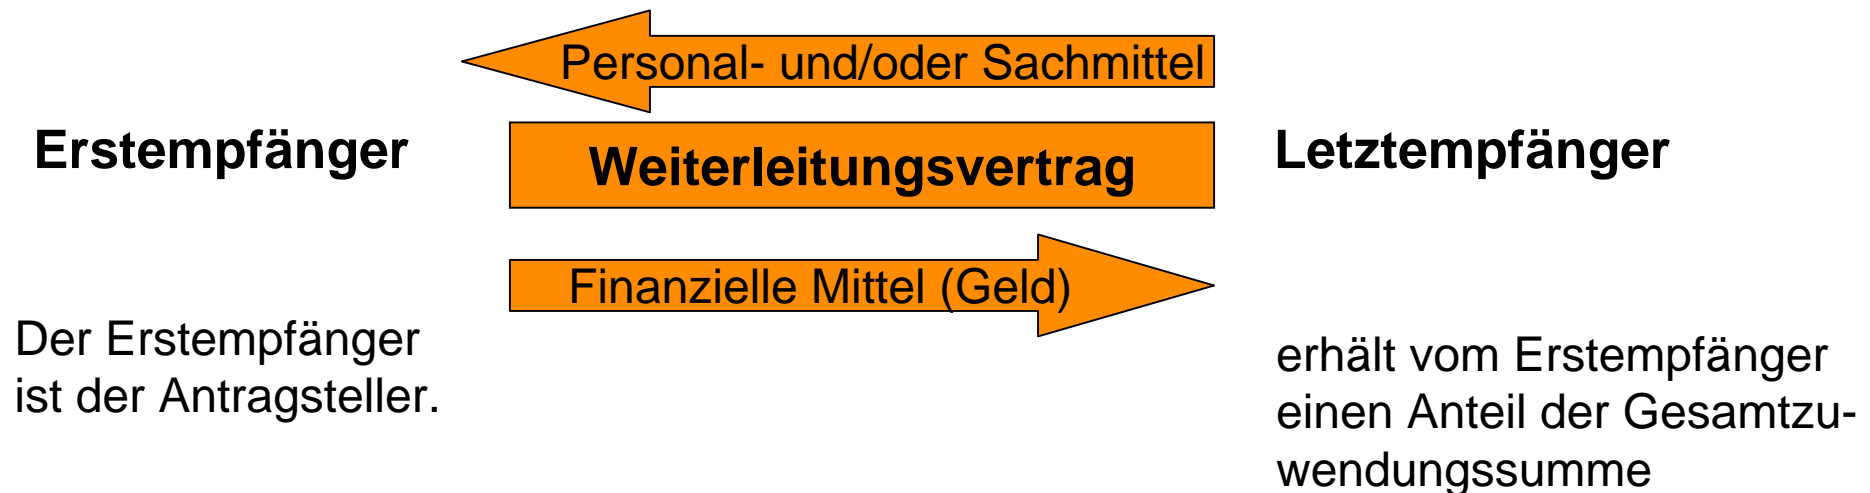 Personal- und/oder Sachmittel
Erstempfänger
Weiterleitungsvertrag
Letztempfänger
Finanzielle Mittel (Geld)
Der Erstempfänger
ist der Antragsteller.
erhält vom Erstempfänger
einen Anteil der Gesamtzu-
wendungssumme